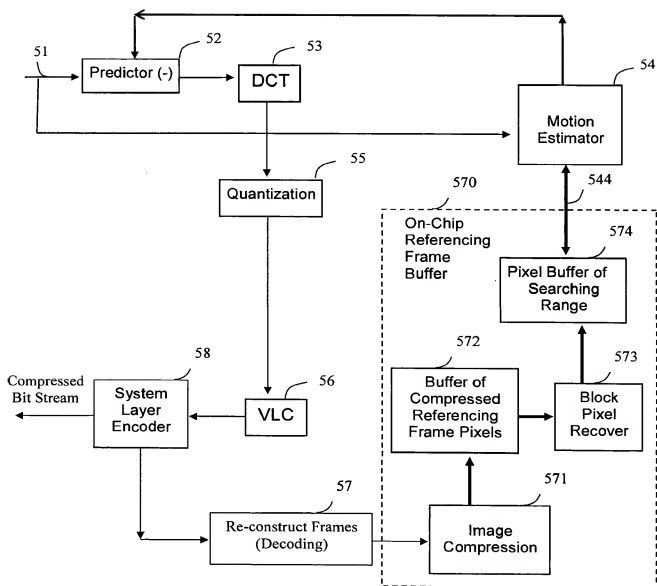 51
52
Predictor (-)
53
DCT
54
Motion
Estimator
55
Quantization
570
544
On-Chip
Referencing
Frame
Buffer
574
Pixel Buffer of
Searching
Range
572
Buffer of
Compressed
Referencing
Frame Pixels
573
Block
Pixel
Recover
58
Compressed
Bit Stream
System
Layer
Encoder
56
VLC
57
Re-construct Frames
(Decoding)
571
Image
Compression